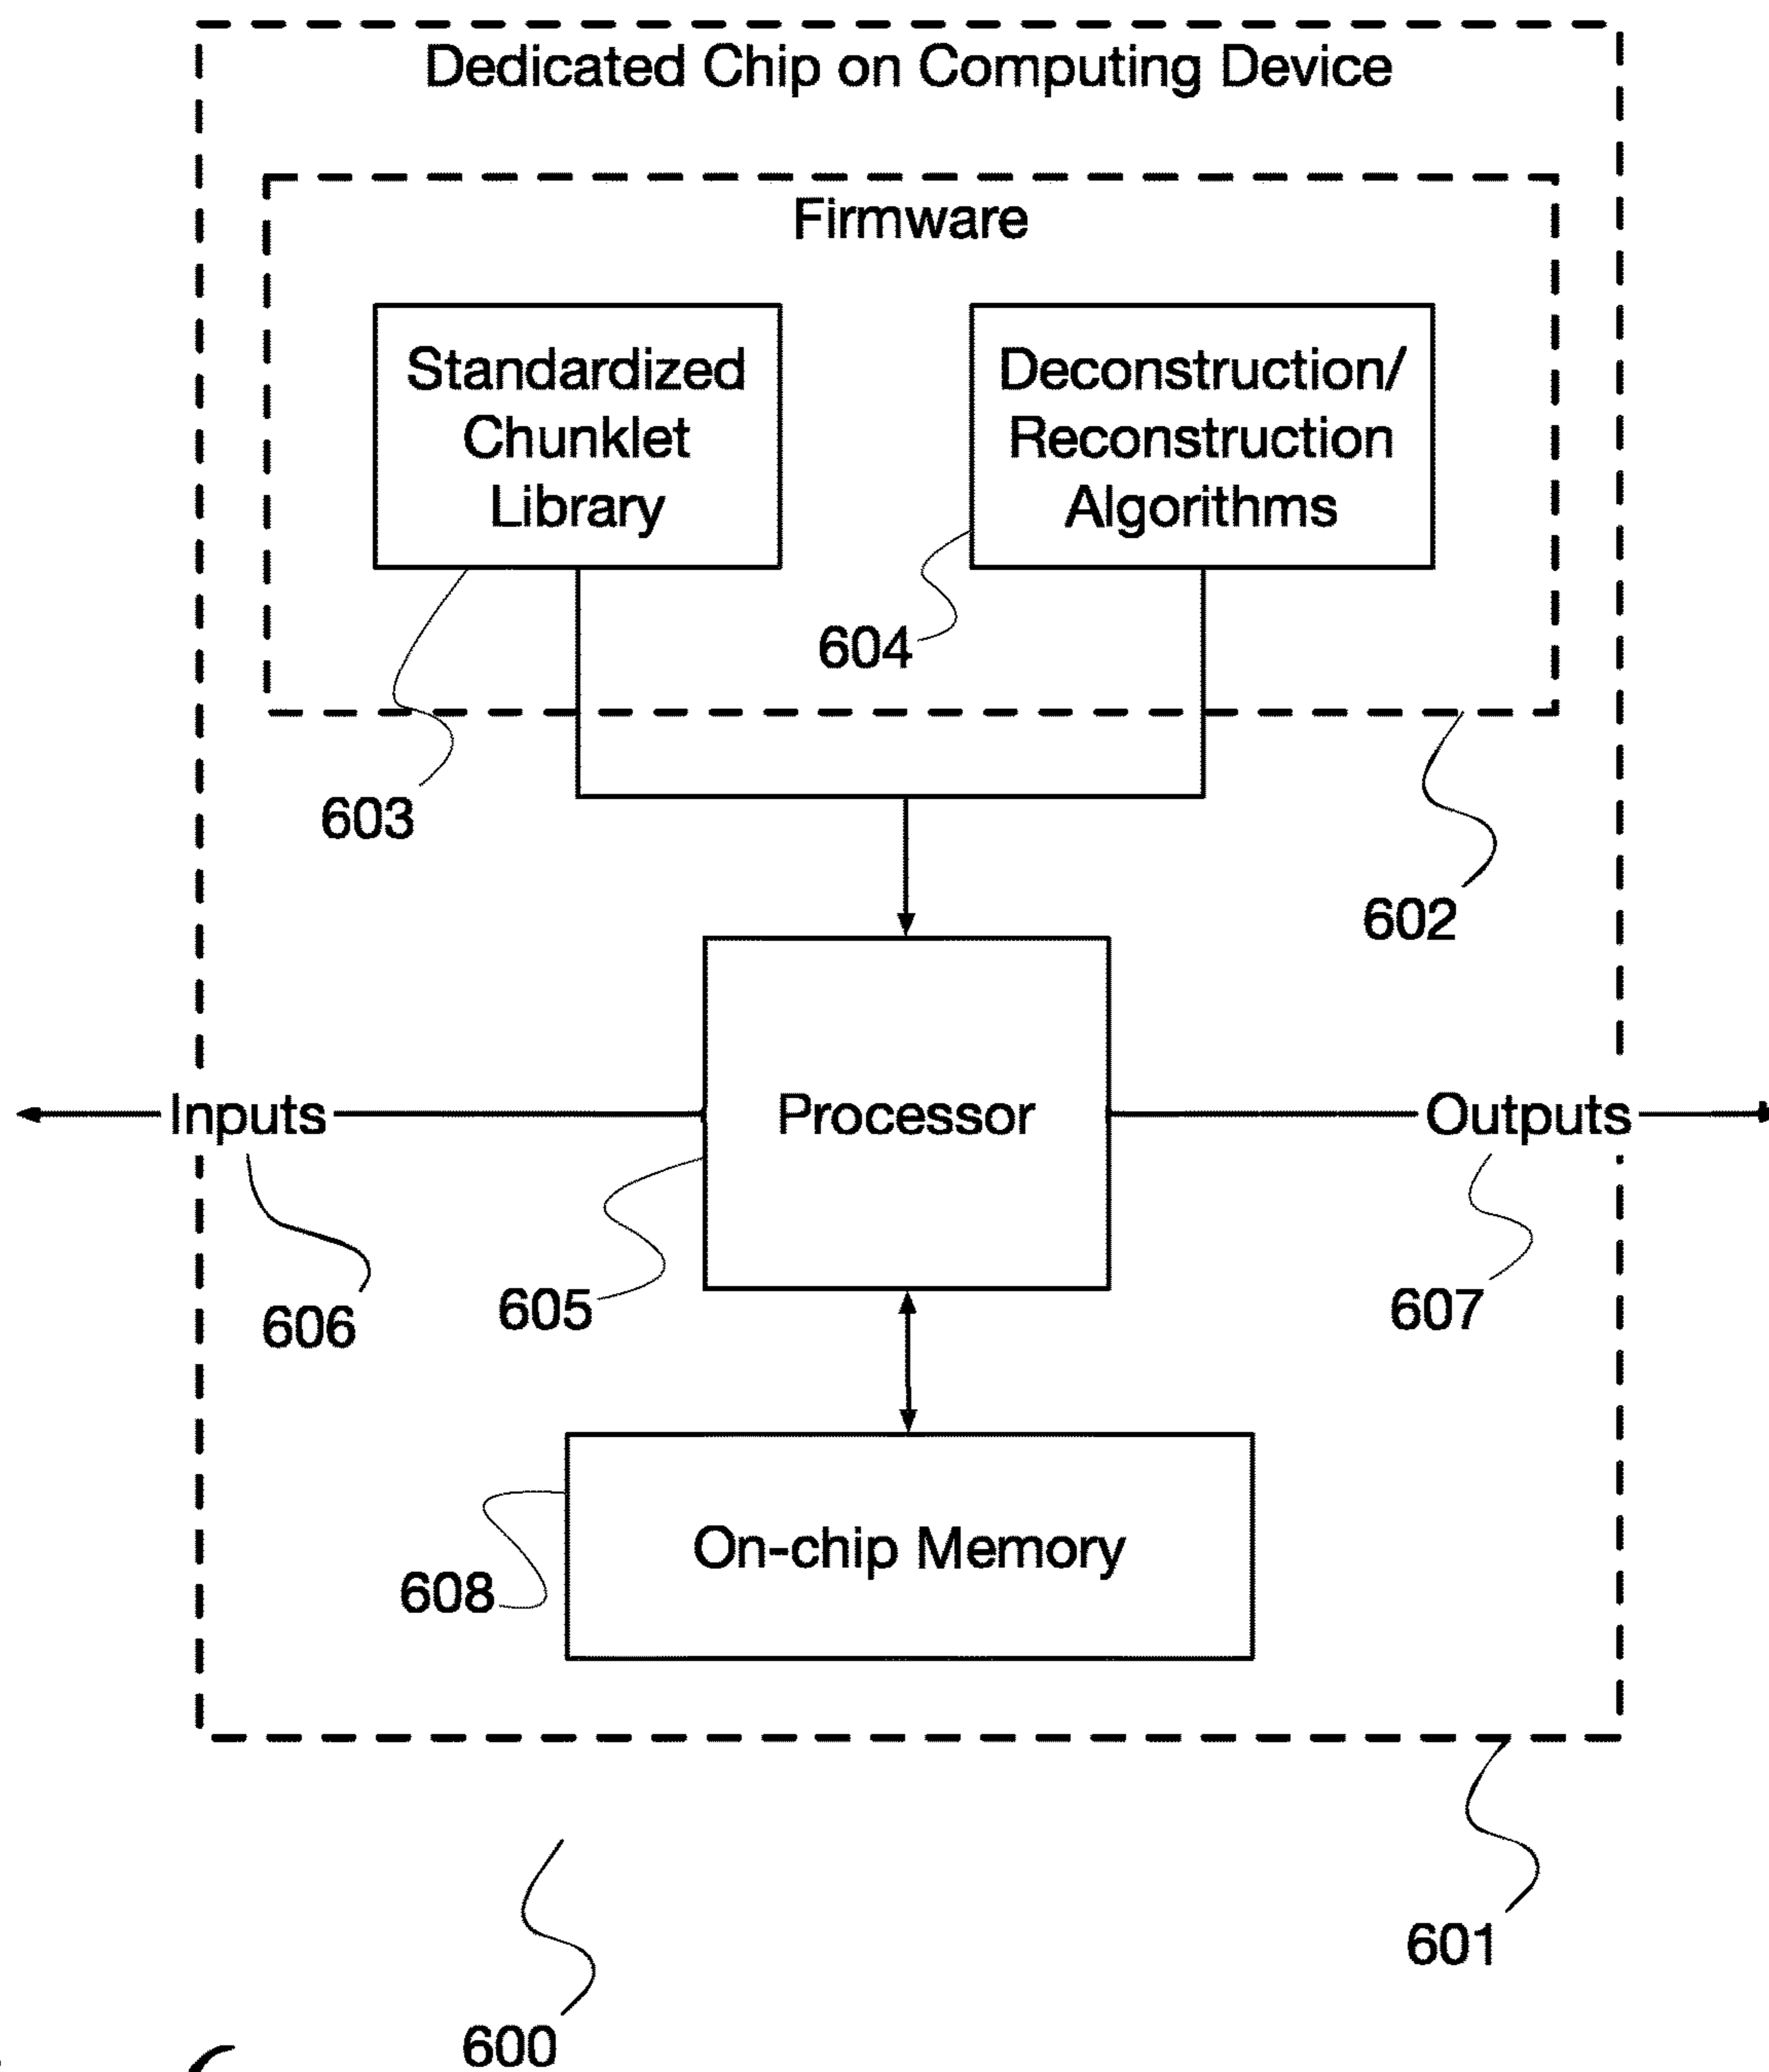 Dedicated Chip on Computing Device
Firmware
Standardized
Chunklet
Library
Deconstruction/
Reconstruction
Algorithms
604
603
602
Processor
Inputs
Outputs
606
605
607
On-chip Memory
608
601
600